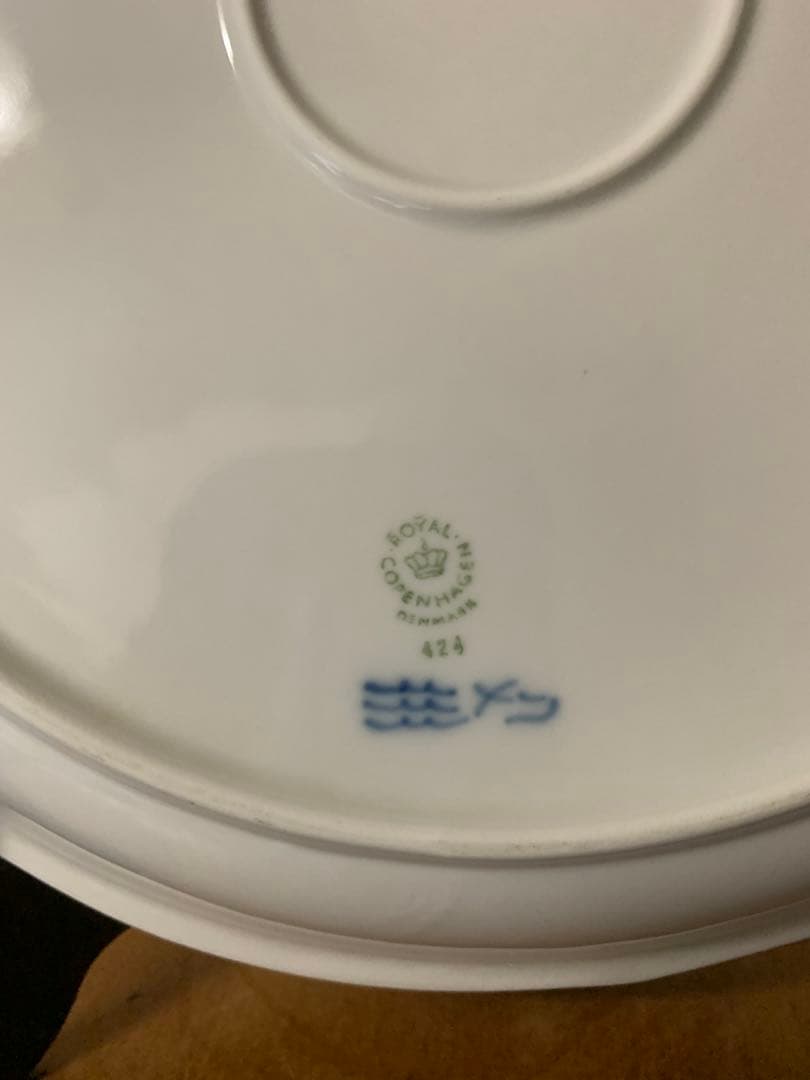 ROYAL
COPENHAGEN
DENMARK
424